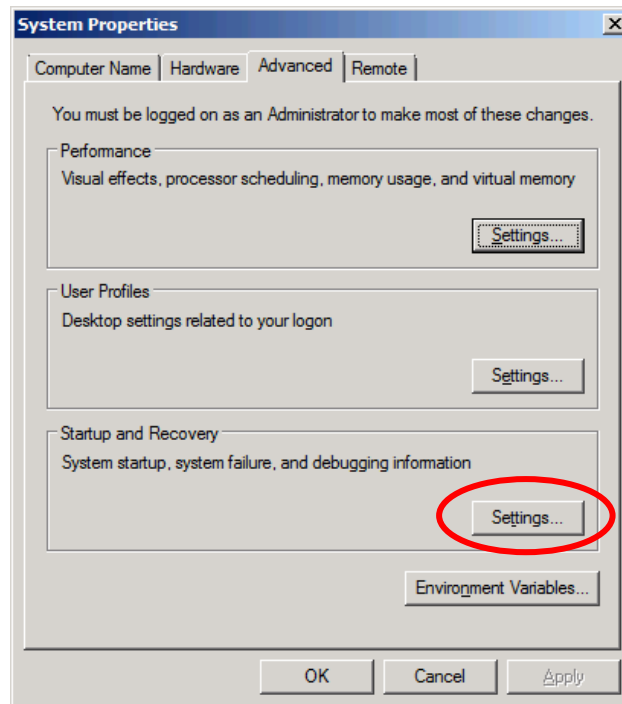 System Properties
Computer Name Hardware Advanced Remote
You must be logged on as an Administrator to make most of these changes.
Performance
Visual effects, processor scheduling, memory usage, and virtual memory
Settings...
User Profiles
Desktop settings related to your logon
Settings...
Startup and Recovery
System startup, system failure, and debugging information
Settings...
Environment Variables...
OK Cancel Apply